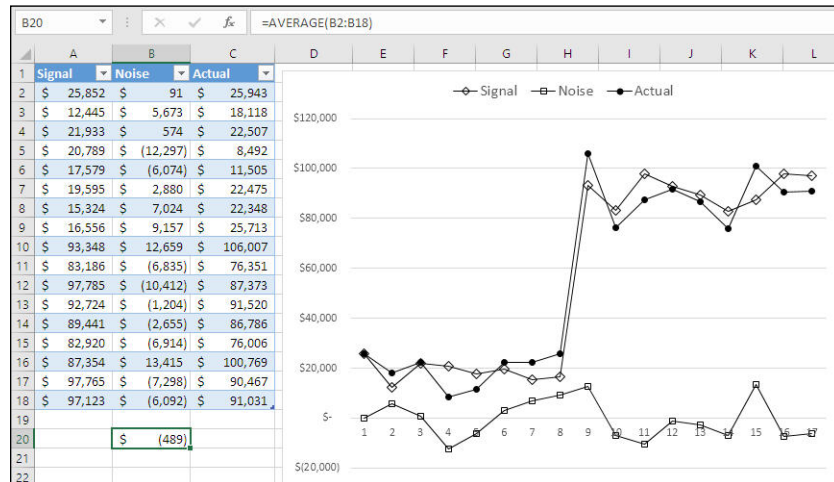 B20 fx =AVERAGE(B2:B18)
A B C D E F G H I J K L
1 Signal Noise Actual
2 $ 25,852 $ 91 $ 25,943
3 $ 12,445 $ 5,673 $ 18,118
4 $ 21,933 $ 574 $ 22,507
5 $ 20,789 $ (12,297) $ 8,492
6 $ 17,579 $ (6,074) $ 11,505
7 $ 19,595 $ 2,880 $ 22,475
8 $ 15,324 $ 7,024 $ 22,348
9 $ 16,556 $ 9,157 $ 25,713
10 $ 93,348 $ 12,659 $ 106,007
11 $ 83,186 $ (6,835) $ 76,351
12 $ 97,785 $ (10,412) $ 87,373
13 $ 92,724 $ (1,204) $ 91,520
14 $ 89,441 $ (2,655) $ 86,786
15 $ 82,920 $ (6,914) $ 76,006
16 $ 87,354 $ 13,415 $ 100,769
17 $ 97,765 $ (7,298) $ 90,467
18 $ 97,123 $ (6,092) $ 91,031
19
20 $ (489)
21
22
Signal Noise Actual
$120,000
$100,000
$80,000
$60,000
$40,000
$20,000
$-
1 2 3 4 5 6 7 8 9 10 11 12 13 14 15 16 17
$(20,000)